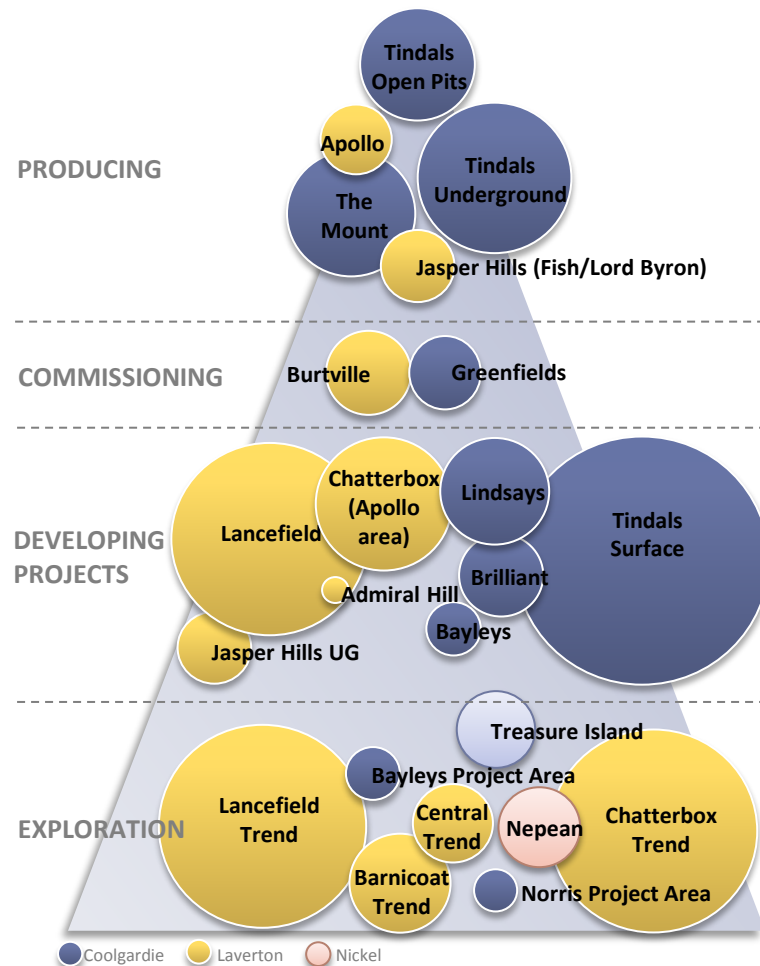 Tindals
Open Pits
Apollo
PRODUCING
Tindals
Underground
The
Mount
Jasper Hills (Fish/Lord Byron)
COMMISSIONING
Burtville
Greenfields
Chatterbox
(Apollo
area)
Lancefield
Lindsays
Tindals
Surface
DEVELOPING
PROJECTS
Brilliant
Admiral Hill
Bayleys
Jasper Hills UG
Treasure Island
Bayleys Project Area
Lancefield
Trend
Central
Trend
Nepean
Chatterbox
Trend
EXPLORATION
Barnicoat
Trend
Norris Project Area
Coolgardie
Laverton
Nickel